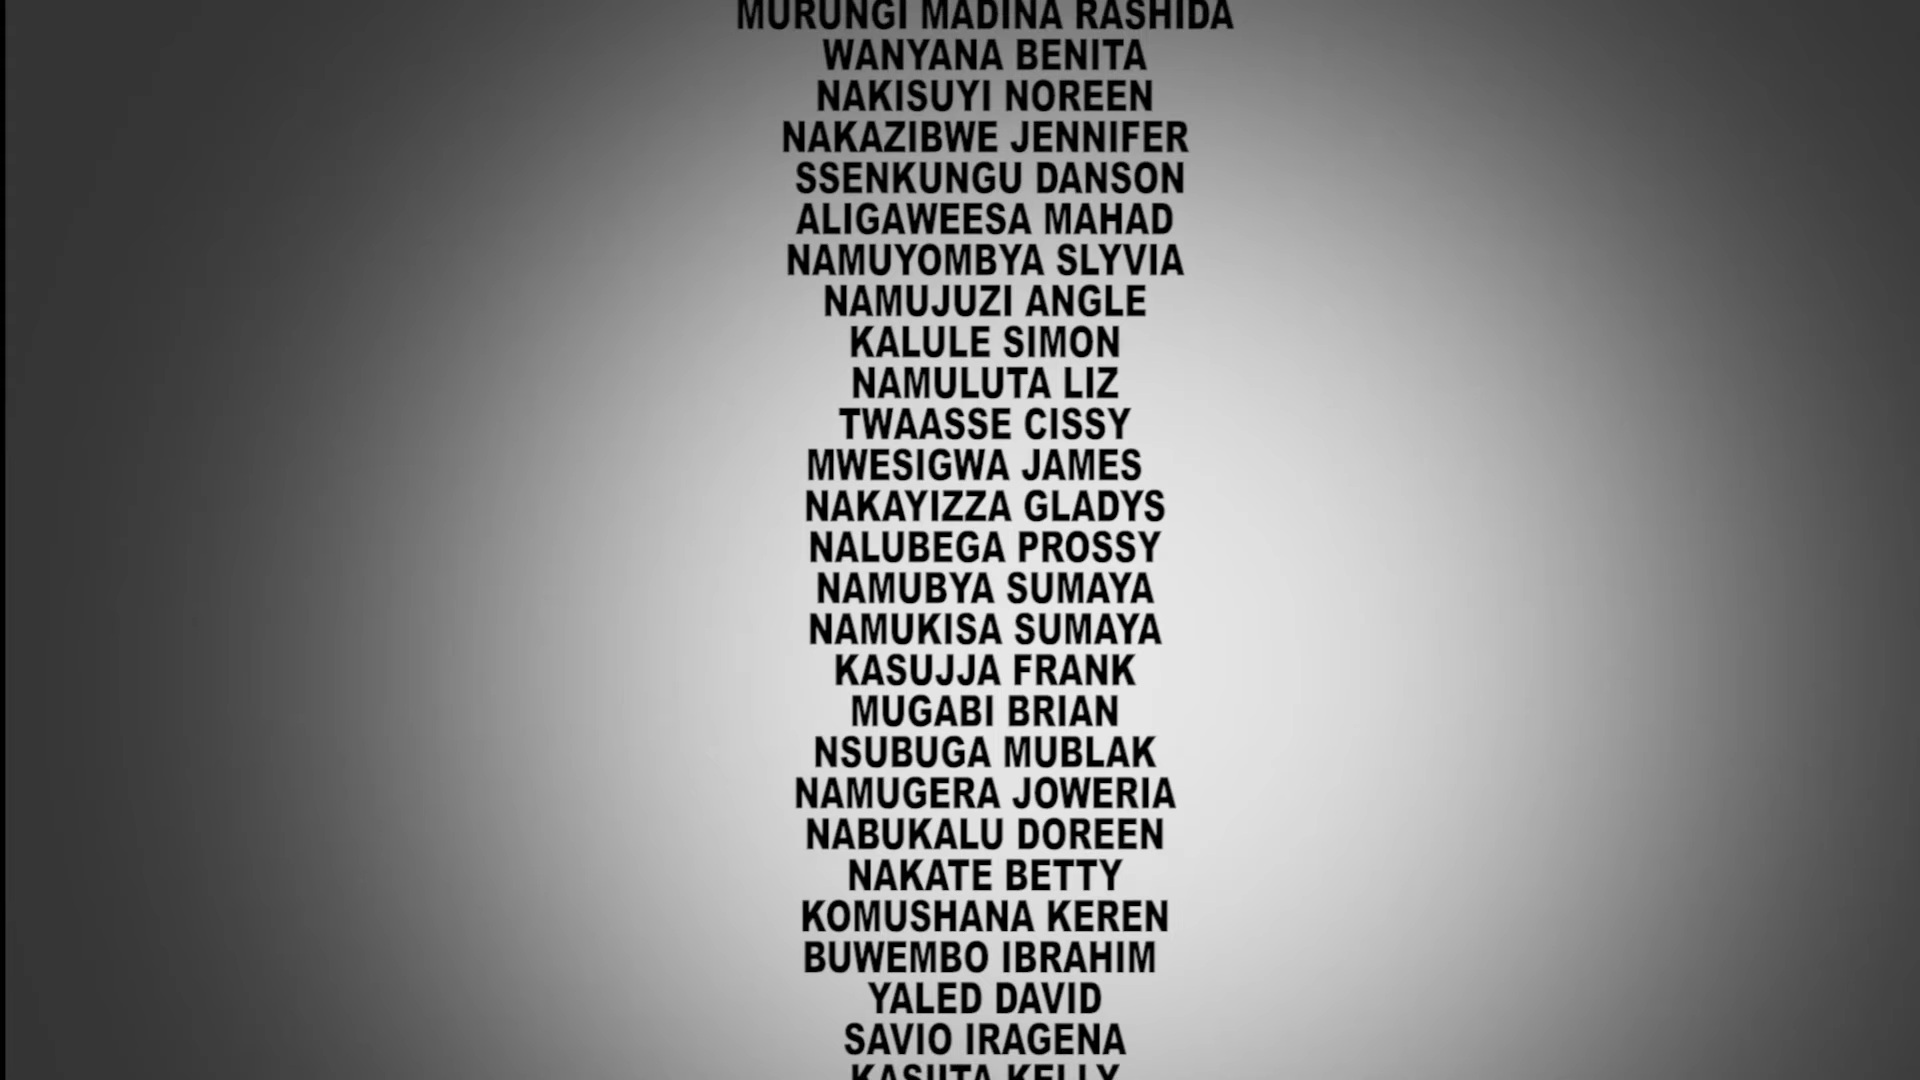 MURUNGI MADINA RASHIDA
WANYANA BENITA
NAKISUYI NOREEN
NAKAZIBWE JENNIFER
SSENKUNGU DANSON
ALIGAWEESA MAHAD
NAMUYOMBYA SLYVIA
NAMUJUZI ANGLE
KALULE SIMON
NAMULUTA LIZ
TWAASSE CISSY
MWESIGWA JAMES
NAKAYIZZA GLADYS
NALUBEGA PROSSY
NAMUBYA SUMAYA
NAMUKISA SUMAYA
KASUJJA FRANK
MUGABI BRIAN
NSUBUGA MUBLAK
NAMUGERA JOWERIA
NABUKALU DOREEN
NAKATE BETTY
KOMUSHANA KEREN
BUWEMBO IBRAHIM
YALED DAVID
SAVIO IRAGENA
KELLY